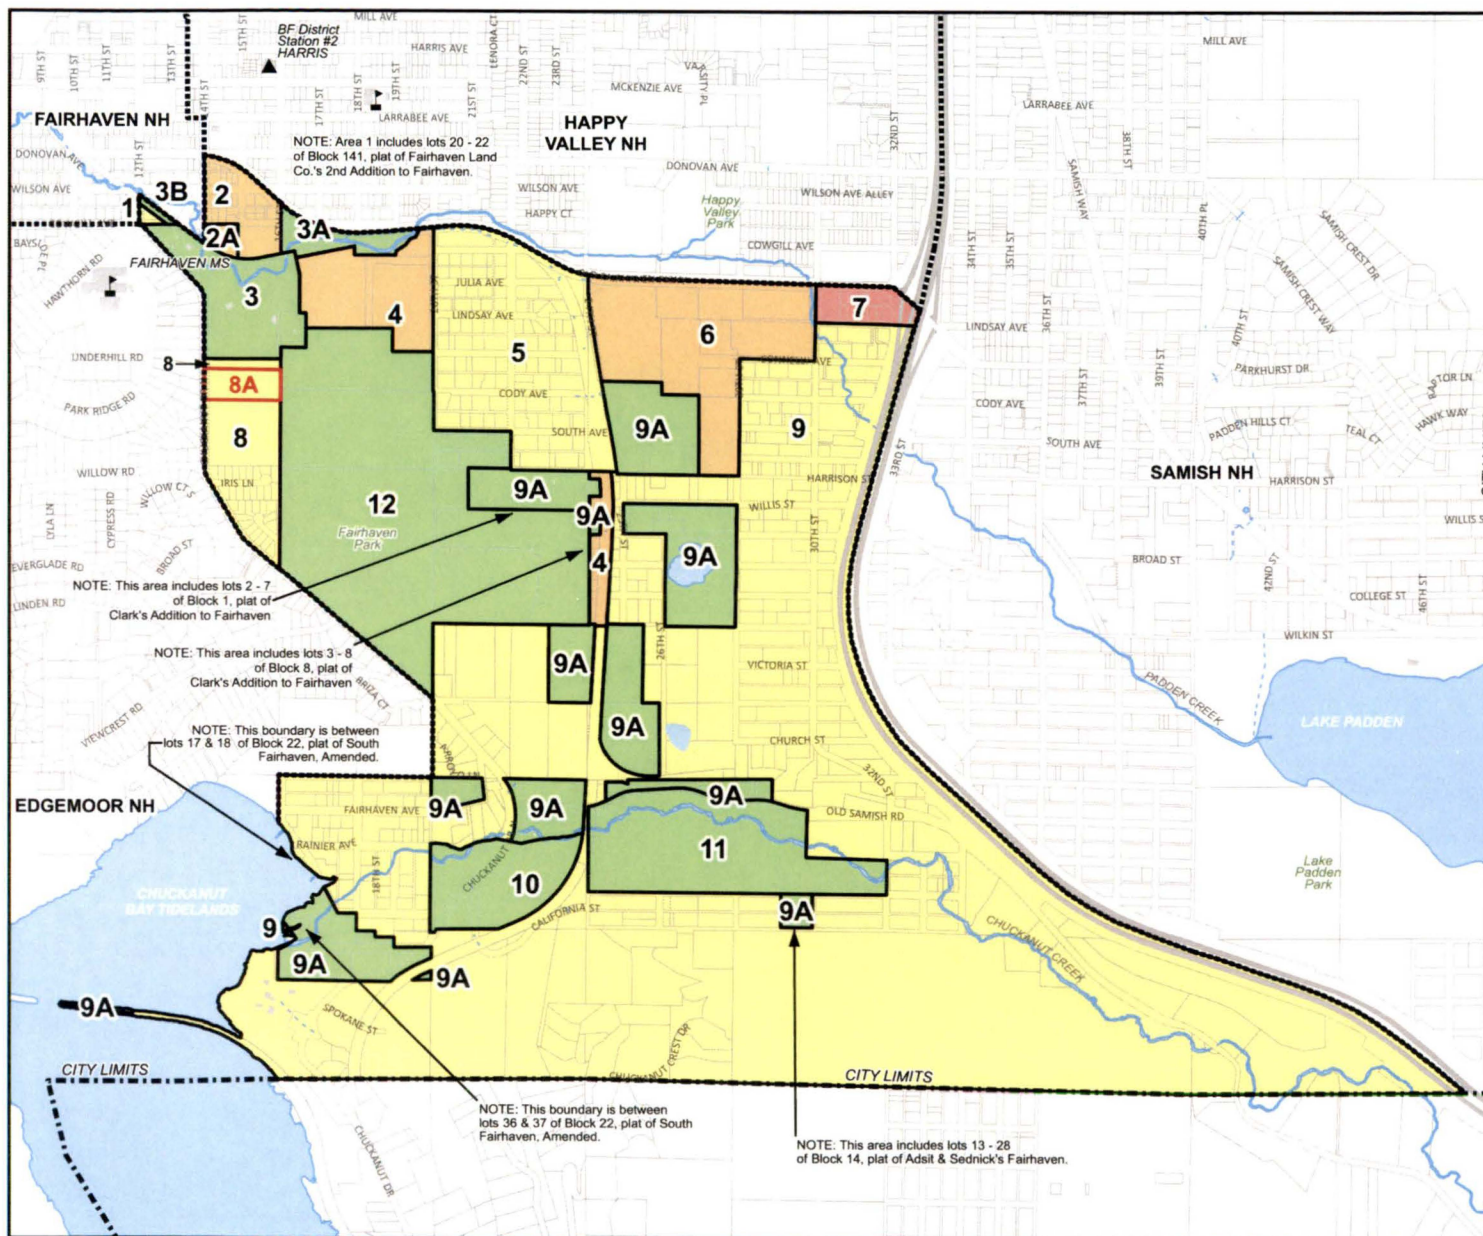 MILL AVE
15TH ST
BF District
Station #2
HARRIS
HARRIS AVE
LENORA CT
22ND ST
23RD ST
MILL AVE
9TH ST
10TH ST
11TH ST
13TH ST
14TH ST
17TH ST
18TH ST
19TH ST
21ST ST
MCKENZIE AVE
LARRABEE AVE
LARRABEE AVE
FAIRHAVEN NH
HAPPY
VALLEY NH
32ND ST
38TH ST
NOTE: Area 1 includes lots 20 - 22
of Block 141, plat of Fairhaven Land
Co.'s 2nd Addition to Fairhaven.
DONOVAN AVE
12TH ST
DONOVAN AVE
WILSON AVE
3B
2
WILSON AVE
WILSON AVE ALLEY
SAMISH WAY
40TH PL
1
2A
3A
HAPPY CT
Happy
Valley
Park
COWGILL AVE
34TH ST
35TH ST
SAMISH CREST DR
SAMISH CREST WAY
FAIRHAVEN MS
HAWTHORN RD
3
4
JULIA AVE
LINDSAY AVE
5
6
7
LINDSAY AVE
36TH ST
40TH ST
8
8A
PARK RIDGE RD
CODY AVE
SOUTH AVE
9A
9
CODY AVE
37TH ST
39TH ST
PARKHURST DR
HAWK WAY
PADDEN HILLS CT
TEAL CT
SOUTH AVE
8
WILLOW RD
WILLOW CT S
IRIS LN
12
Fairhaven
Park
9A
HARRISON ST
33RD ST
SAMISH NH
HARRISON ST
LYLA LN
CYPRESS RD
BROAD ST
9A
WILLIS ST
30TH ST
9A
EVERGLADE RD
LINDEN RD
4
BROAD ST
42ND ST
COLLEGE ST
46TH ST
NOTE: This area includes lots 2 - 7
of Block 1, plat of
Clark's Addition to Fairhaven
WILKIN ST
NOTE: This area includes lots 3 - 8
of Block 8, plat of
Clark's Addition to Fairhaven
9A
26TH ST
VICTORIA ST
PADDEN CREEK
LAKE PADDEN
VIEWCREST RD
BRIZA CT
9A
NOTE: This boundary is between
lots 17 & 18 of Block 22, plat of South
Fairhaven, Amended.
CHURCH ST
32ND ST
EDGEMOOR NH
FAIRHAVEN AVE
9A
9A
9A
OLD SAMISH RD
RAINIER AVE
18TH ST
11
10
Lake
Padden
Park
CHUCKANUT
BAY TIDELANDS
CALIFORNIA ST
9A
9
9A
9A
CHUCKANUT CREEK
9A
SPOKANE ST
CHUCKANUT CREST DR
CITY LIMITS
CITY LIMITS
NOTE: This boundary is between
lots 36 & 37 of Block 22, plat of South
Fairhaven, Amended.
CHUCKANUT DR
NOTE: This area includes lots 13 - 28
of Block 14, plat of Adsit & Sednick's Fairhaven.